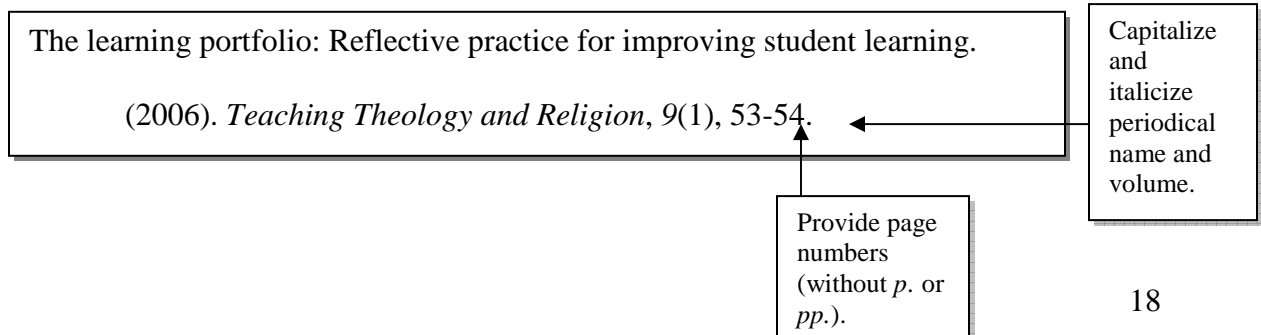 The learning portfolio: Reflective practice for improving student learning.
(2006). Teaching Theology and Religion, 9(1), 53-54.
Capitalize
and
italicize
periodical
name and
volume.
Provide page
numbers
(without p. or
pp.).
18